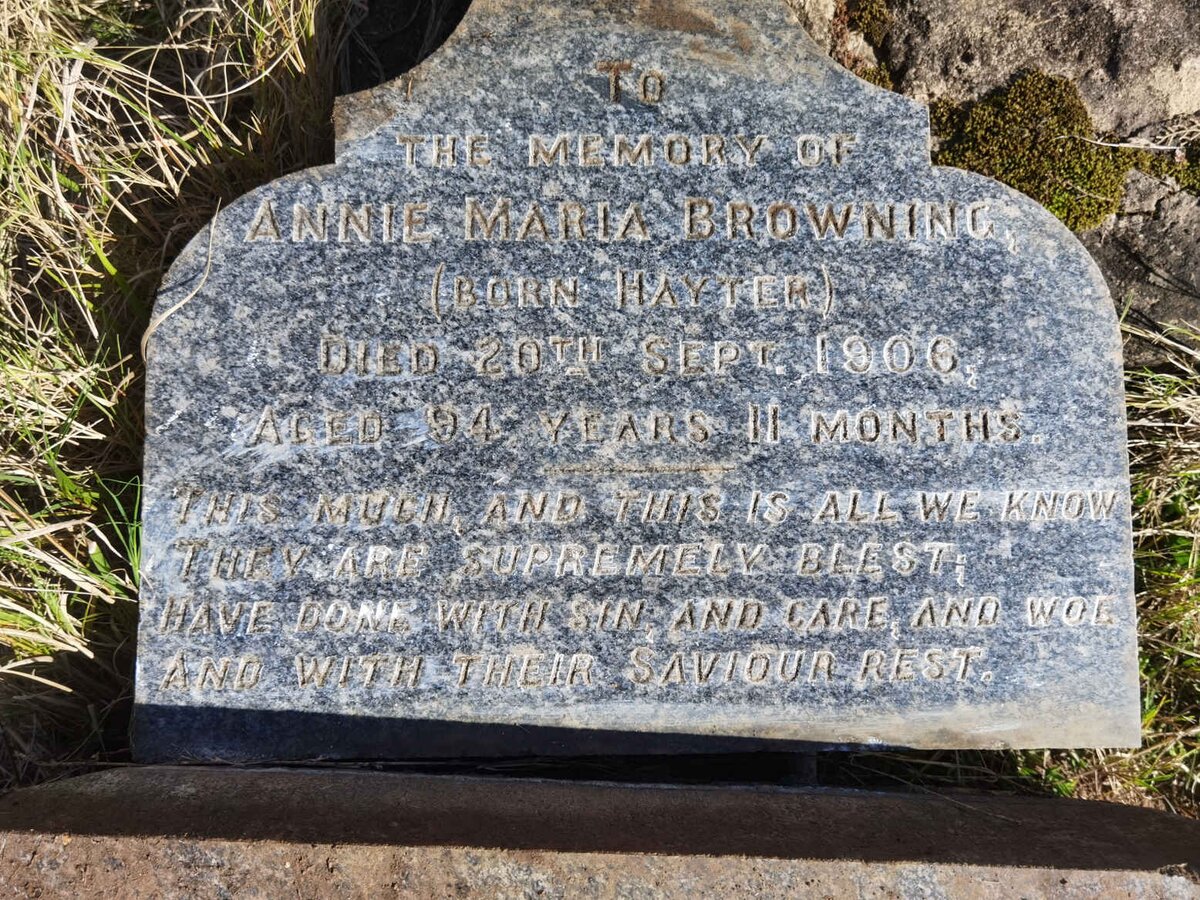 TO
THE MEMORY OF
ANNIE MARIA BROWNING,
(BORN HAYTER)
DIED 20TH SEPT. 1906,
AGED 94 YEARS 11 MONTHS.
THIS MUCH, AND THIS IS ALL WE KNOW
THEY ARE SUPREMELY BLEST;
HAVE DONE WITH SIN, AND CARE, AND WOE
AND WITH THEIR SAVIOUR REST.